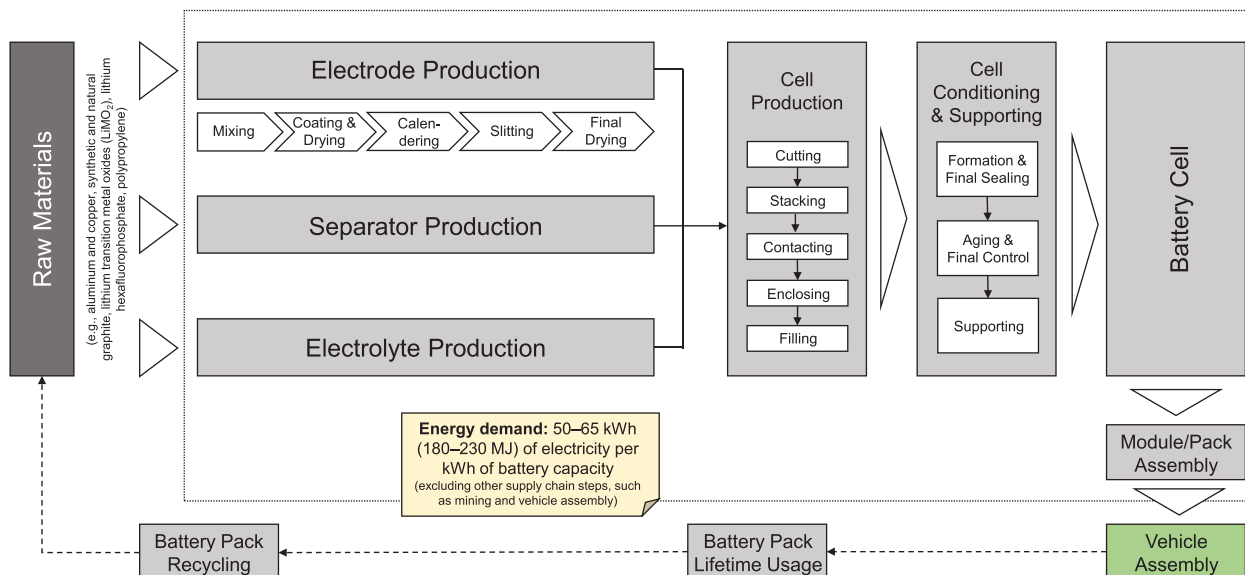 Raw Materials
(e.g., aluminum and copper, synthetic and natural
graphite, lithium transition metal oxides (LiMO₂), lithium
hexafluorophosphate, polypropylene)
Electrode Production
Mixing
Coating &
Drying
Calen-
dering
Slitting
Final
Drying
Separator Production
Electrolyte Production
Cell
Production
Cutting
Stacking
Contacting
Enclosing
Filling
Cell
Conditioning
& Supporting
Formation &
Final Sealing
Aging &
Final Control
Supporting
Battery Cell
Energy demand: 50–65 kWh
(180–230 MJ) of electricity per
kWh of battery capacity
(excluding other supply chain steps, such
as mining and vehicle assembly)
Module/Pack
Assembly
Vehicle
Assembly
Battery Pack
Lifetime Usage
Battery Pack
Recycling